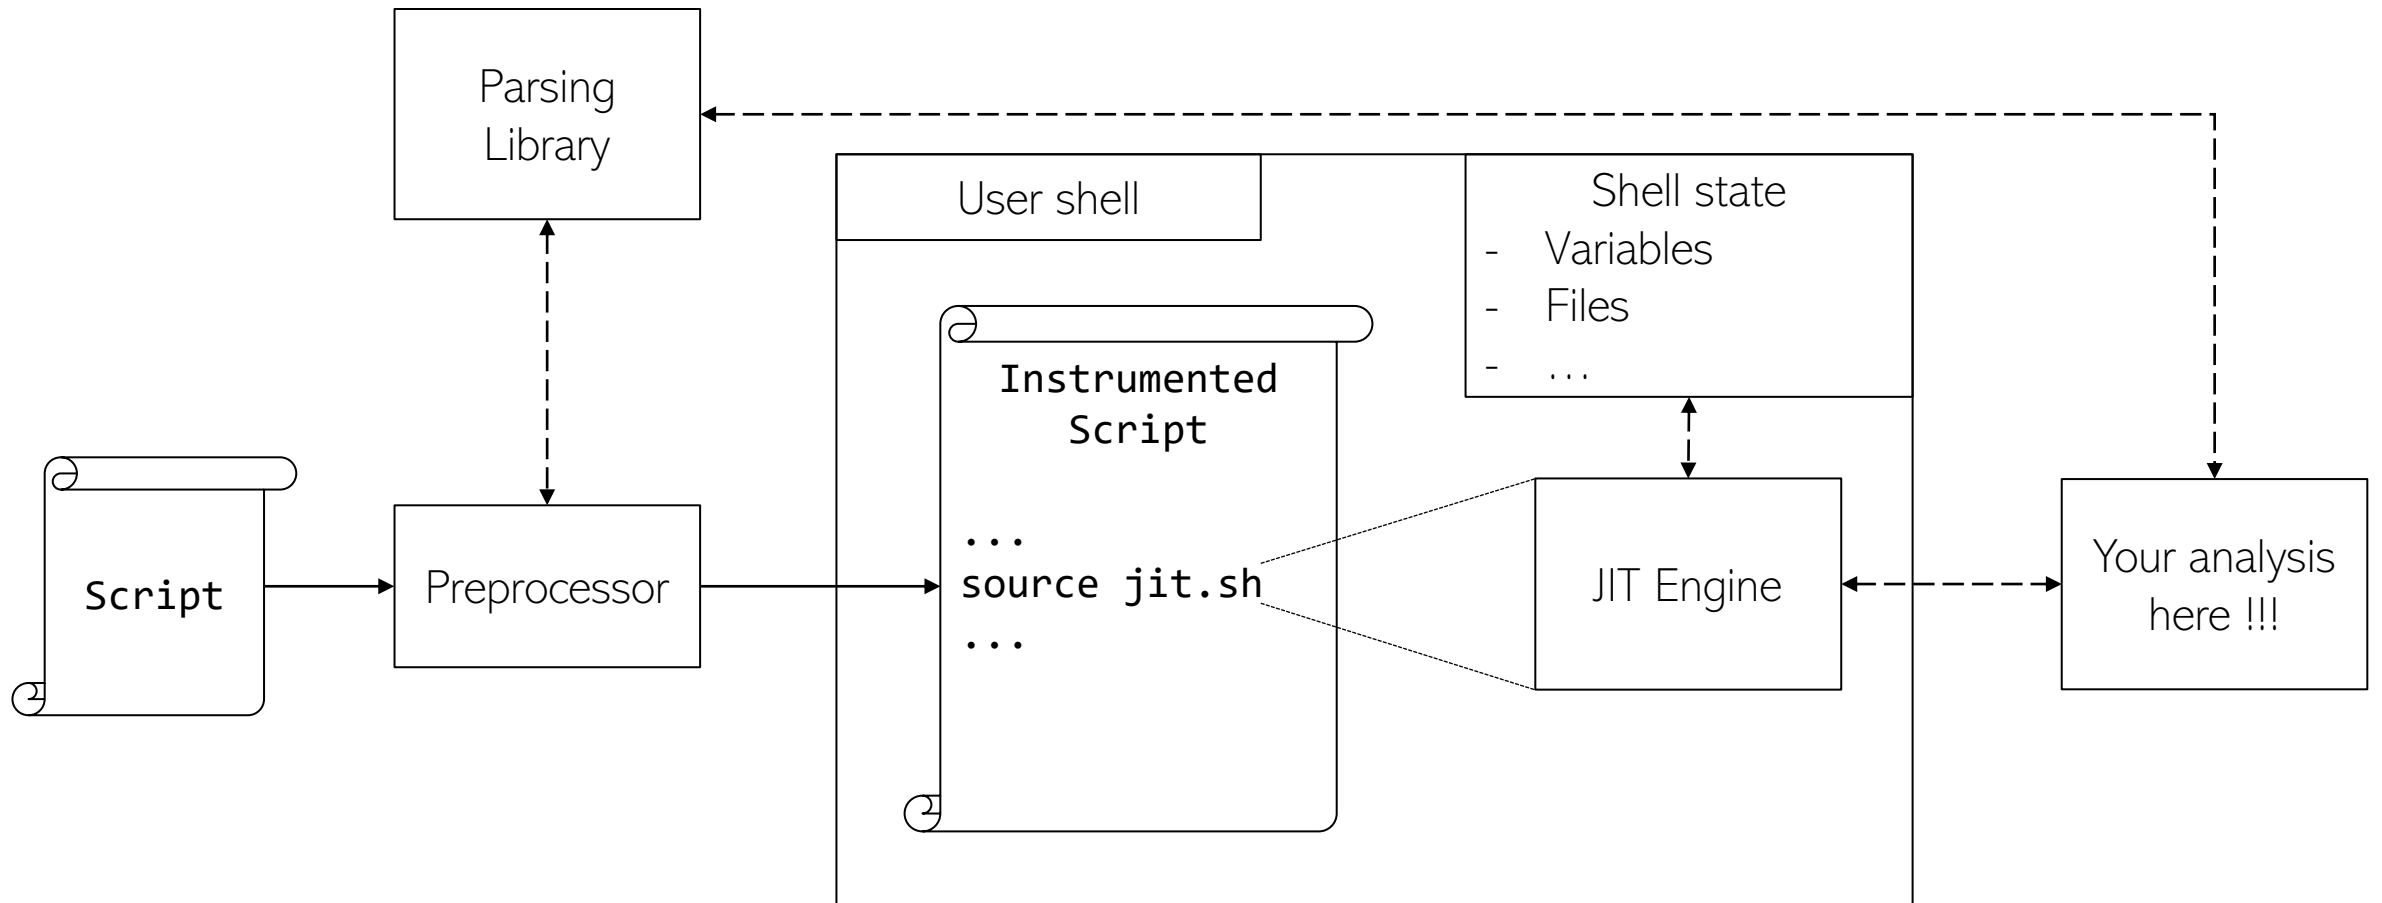 Parsing
Library
User shell
Shell state
- Variables
- Files
- ...
Instrumented
Script
...
source jit.sh
...
Script
Preprocessor
JIT Engine
Your analysis
here !!!